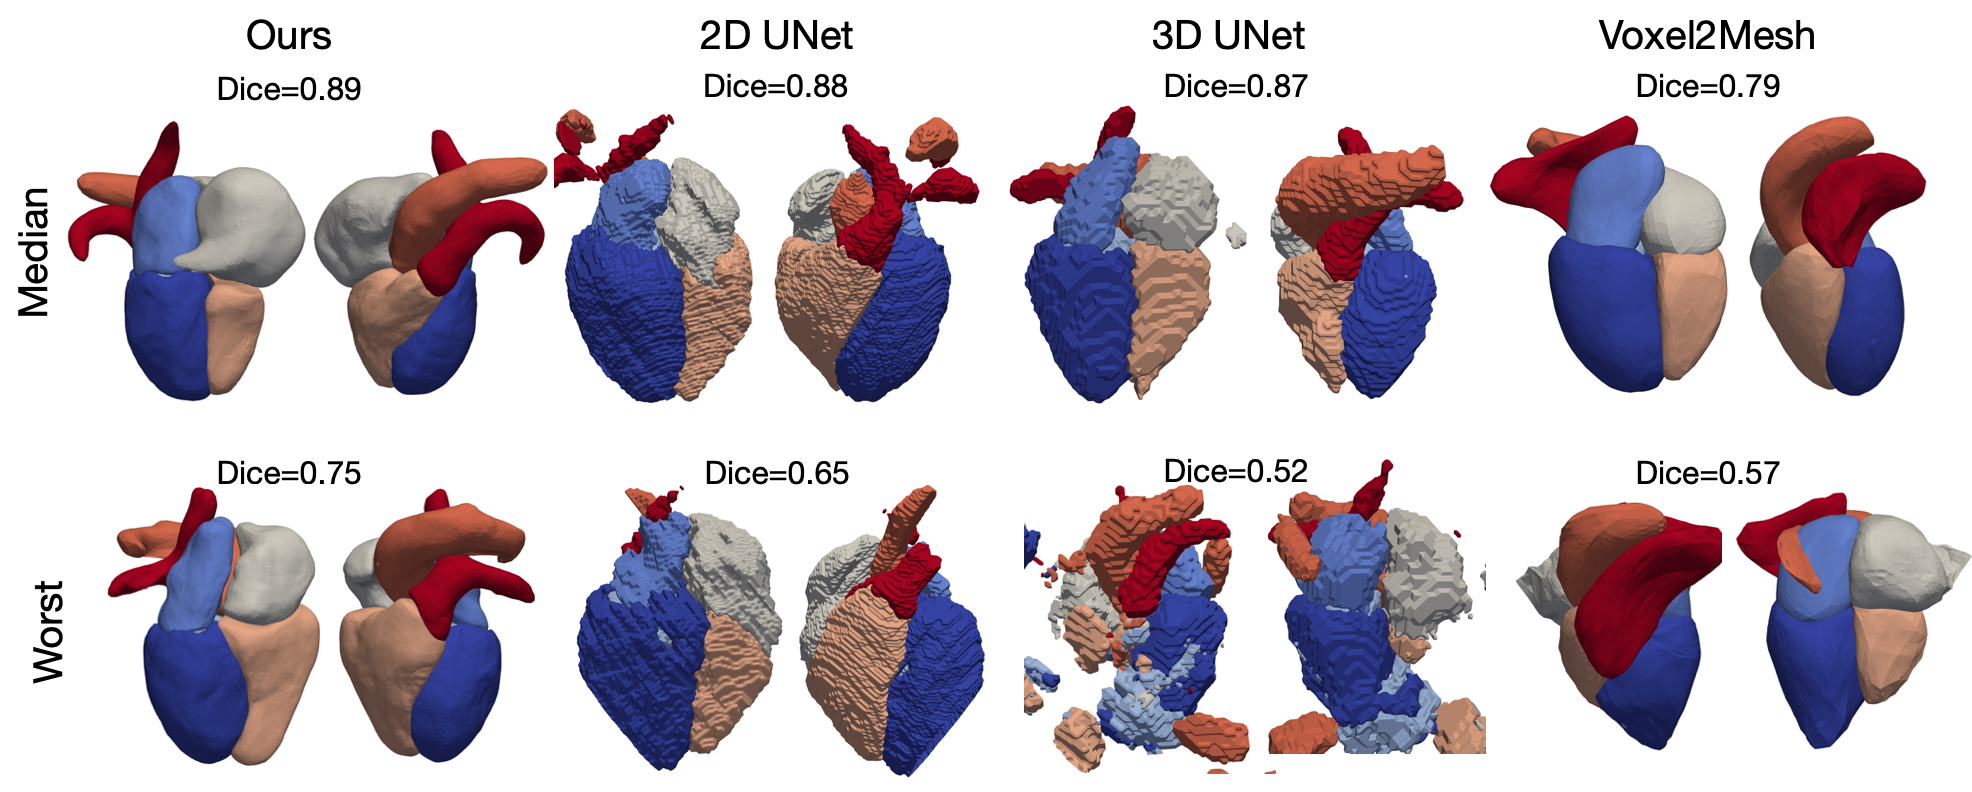 Ours 2D UNet 3D UNet Voxel2Mesh
Dice=0.89 Dice=0.88 Dice=0.87 Dice=0.79
Median
Dice=0.75 Dice=0.65 Dice=0.52 Dice=0.57
Worst